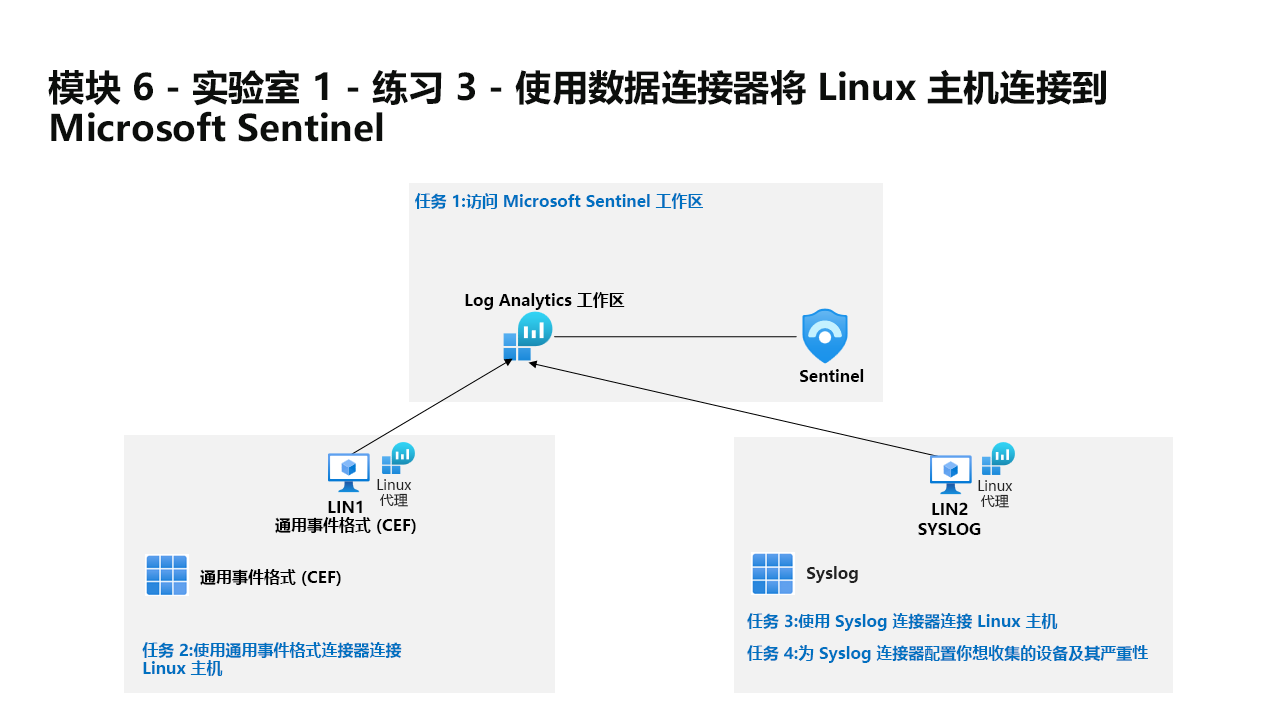 模块 6 - 实验室 1 - 练习 3 - 使用数据连接器将 Linux 主机连接到
Microsoft Sentinel
任务 1:访问 Microsoft Sentinel 工作区
Log Analytics 工作区
Sentinel
Linux
代理
LIN1
通用事件格式 (CEF)
通用事件格式 (CEF)
任务 2:使用通用事件格式连接器连接
Linux 主机
Linux
代理
LIN2
SYSLOG
Syslog
任务 3:使用 Syslog 连接器连接 Linux 主机
任务 4:为 Syslog 连接器配置你想收集的设备及其严重性